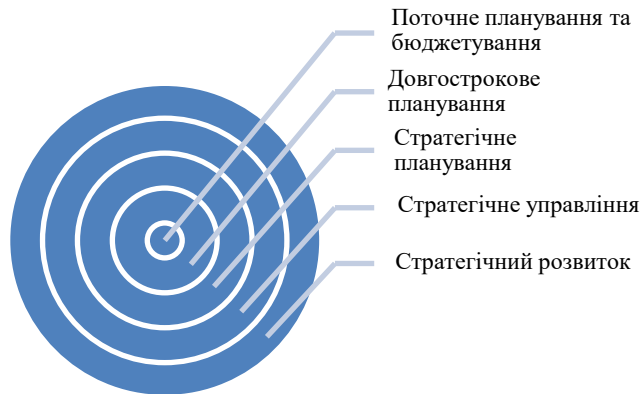 Поточне планування та
бюджетування
Довгострокове
планування
Стратегічне
планування
Стратегічне управління
Стратегічний розвиток